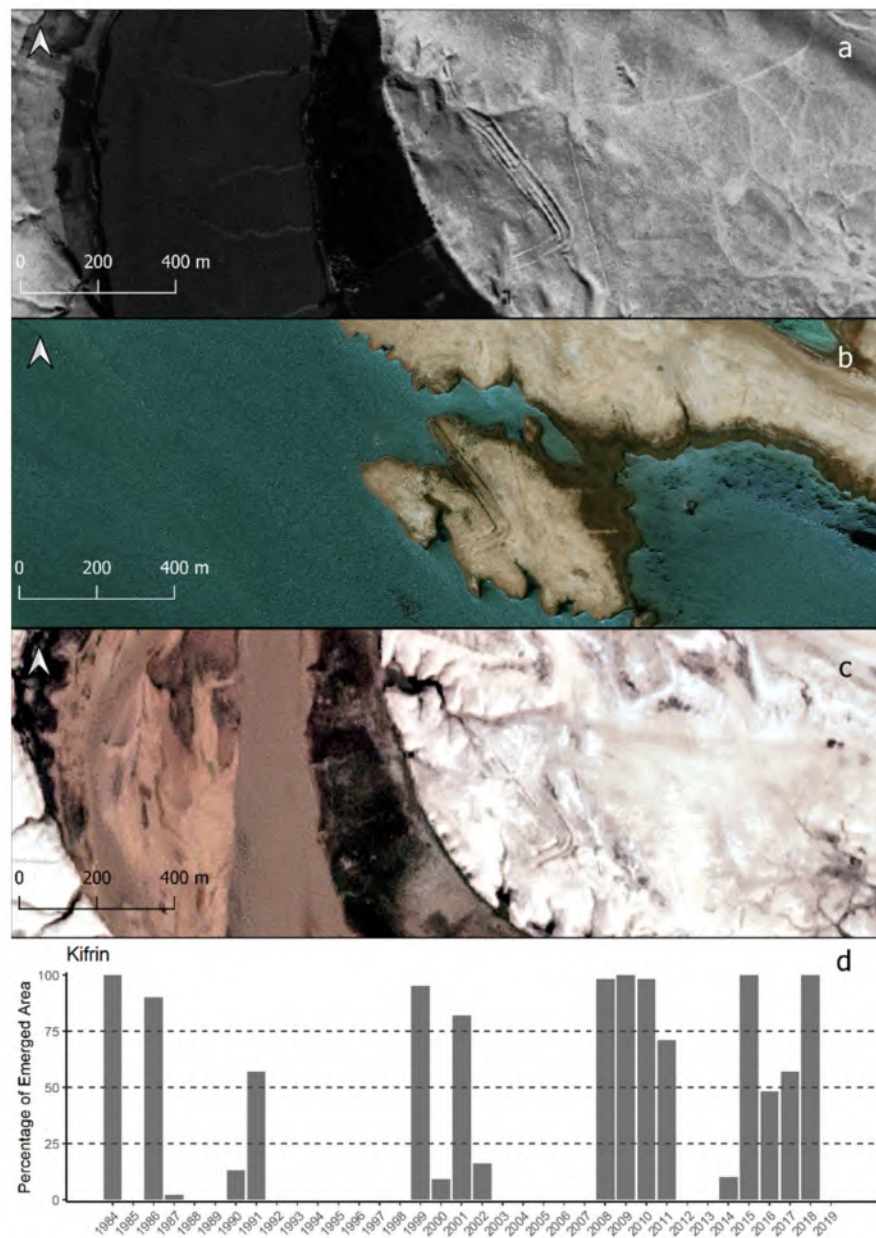 a
0 200 400 m
b
0 200 400 m
c
0 200 400 m
Kifrin
d
Percentage of Emerged Area
100
75
50
25
0
1984 1985 1986 1987 1988 1989 1990 1991 1992 1993 1994 1995 1996 1997 1998 1999 2000 2001 2002 2003 2004 2005 2006 2007 2008 2009 2010 2011 2012 2013 2014 2015 2016 2017 2018 2019